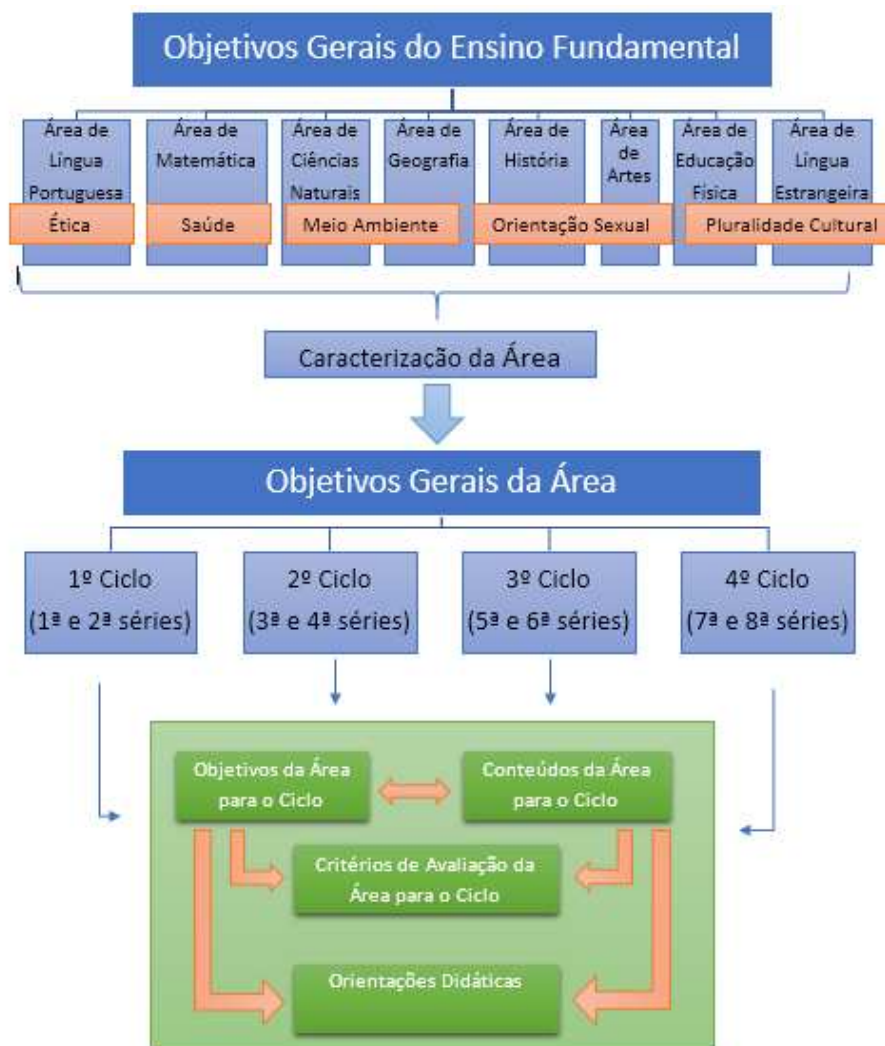 Objetivos Gerais do Ensino Fundamental
Área de
Lingua
Portuguesa
Área de
Matemática
Área de
Ciências
Naturais
Área de
Geografia
Área de
História
Área
de
Artes
Área de
Educação
Física
Área de
Lingua
Estrangeira
Ética
Saúde
Meio Ambiente
Orientação Sexual
Pluralidade Cultural
Caracterização da Área
Objetivos Gerais da Área
1º Ciclo
(1ª e 2ª séries)
2º Ciclo
(3ª e 4ª séries)
3º Ciclo
(5ª e 6ª séries)
4º Ciclo
(7ª e 8ª séries)
Objetivos da Área
para o Ciclo
Conteúdos da Área
para o Ciclo
Critérios de Avaliação da
Área para o Ciclo
Orientações Didáticas